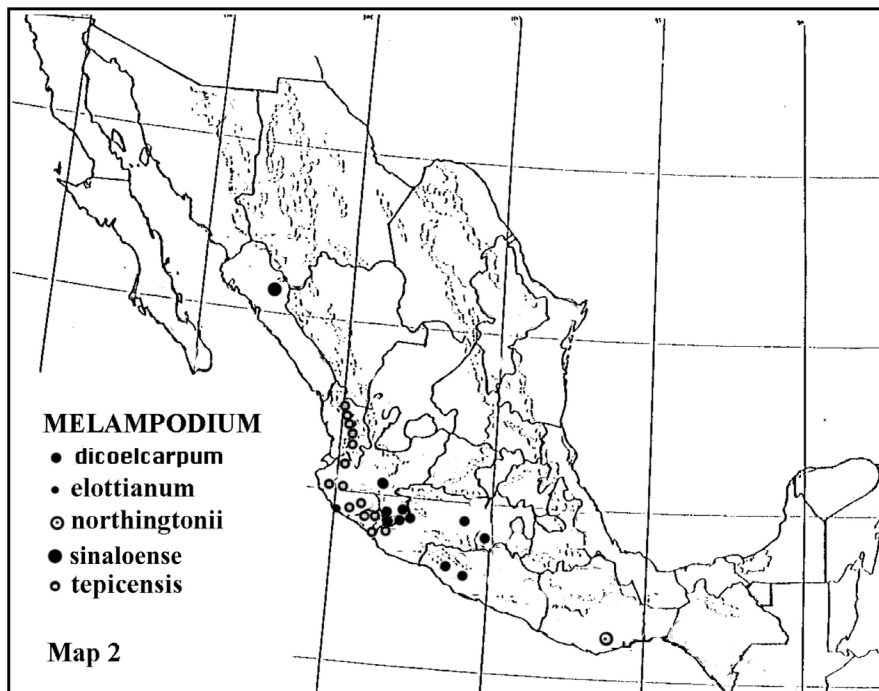 MELAMPODIUM
dicoelcarpum
elottianum
northingtonii
sinaloense
tepicensis
Map 2